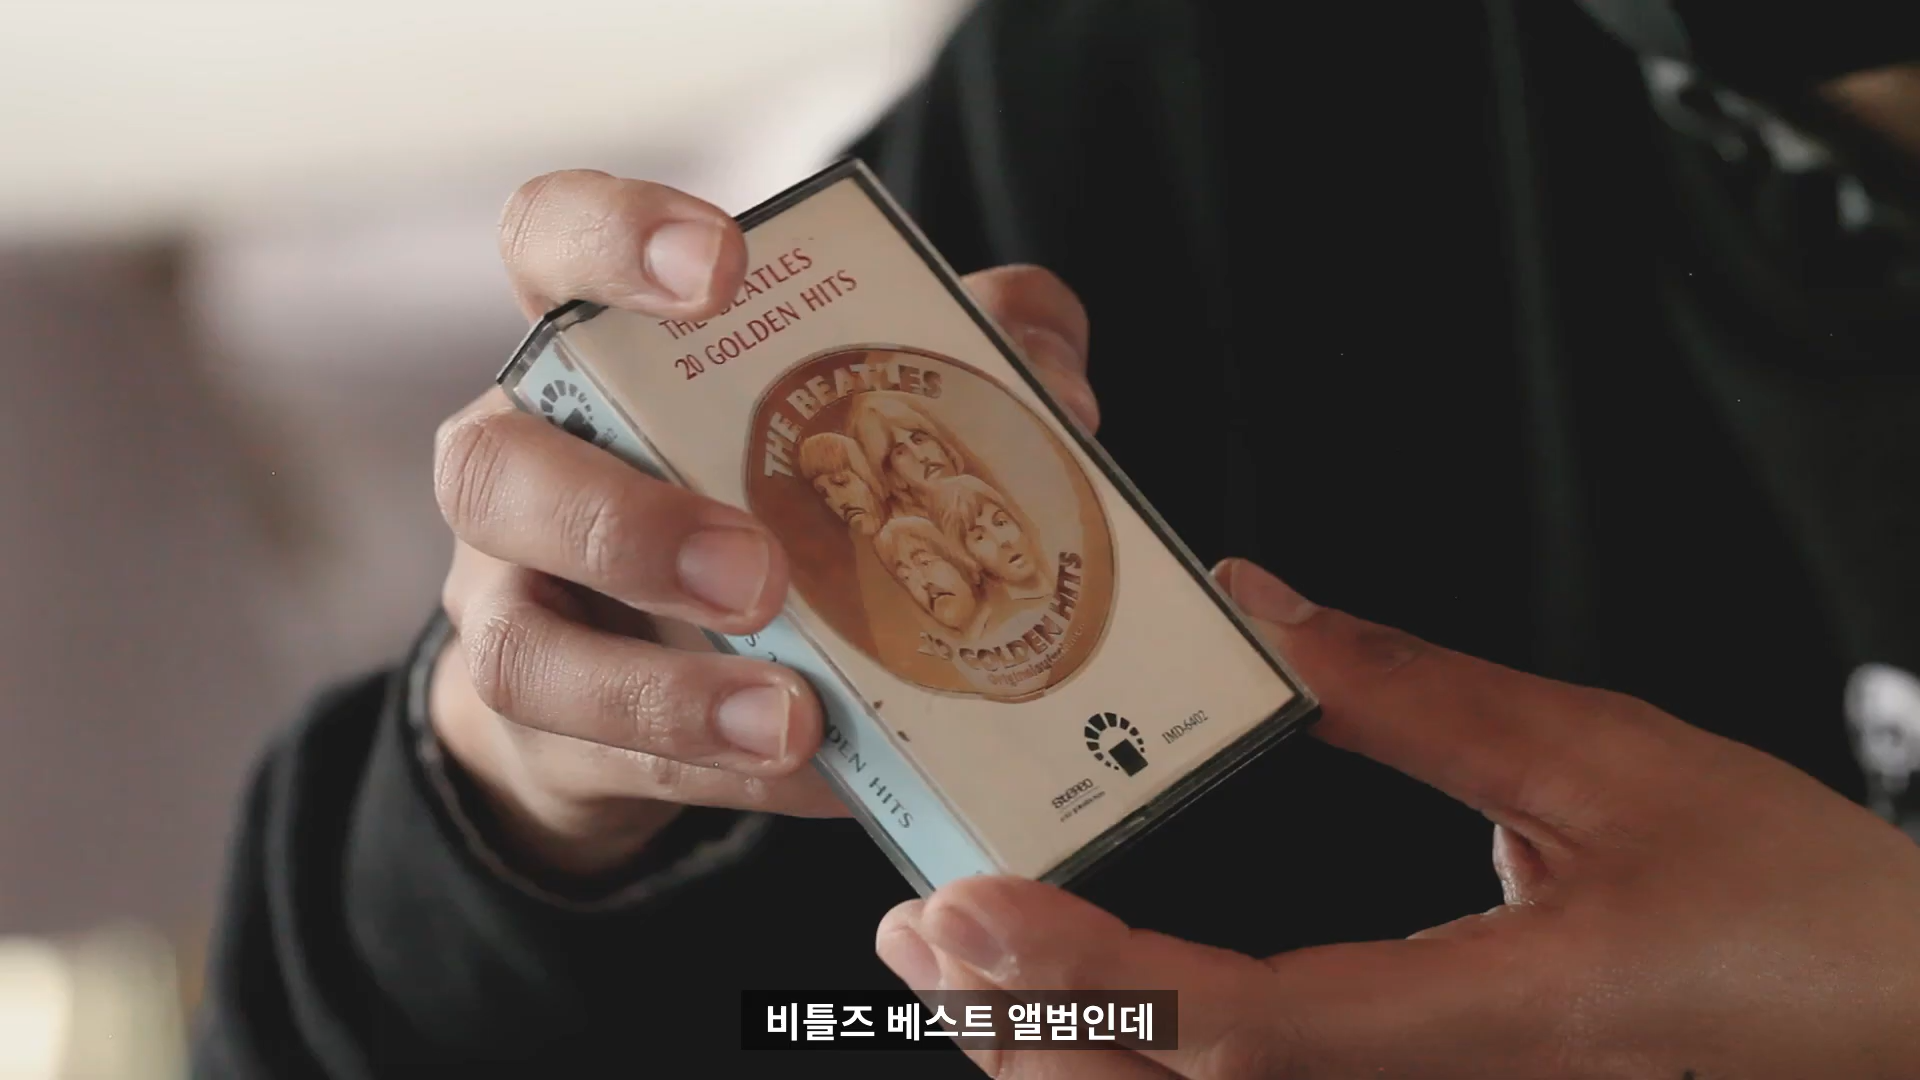 THE BEATLES
20 GOLDEN HITS
THE BEATLES
20 GOLDEN HITS
DEN HITS
IMD-6402
STEREO
비틀즈 베스트 앨범인데